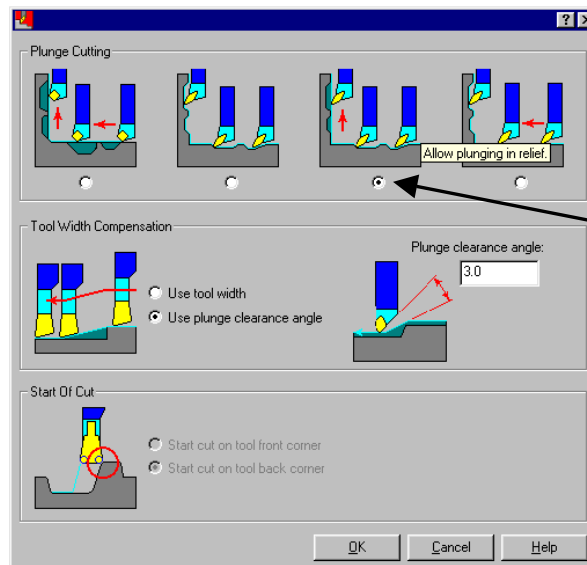 Plunge Cutting
Allow plunging in relief.
Tool Width Compensation
Use tool width
Use plunge clearance angle
Plunge clearance angle:
3.0
Start Of Cut
Start cut on tool front corner
Start cut on tool back corner
OK
Cancel
Help